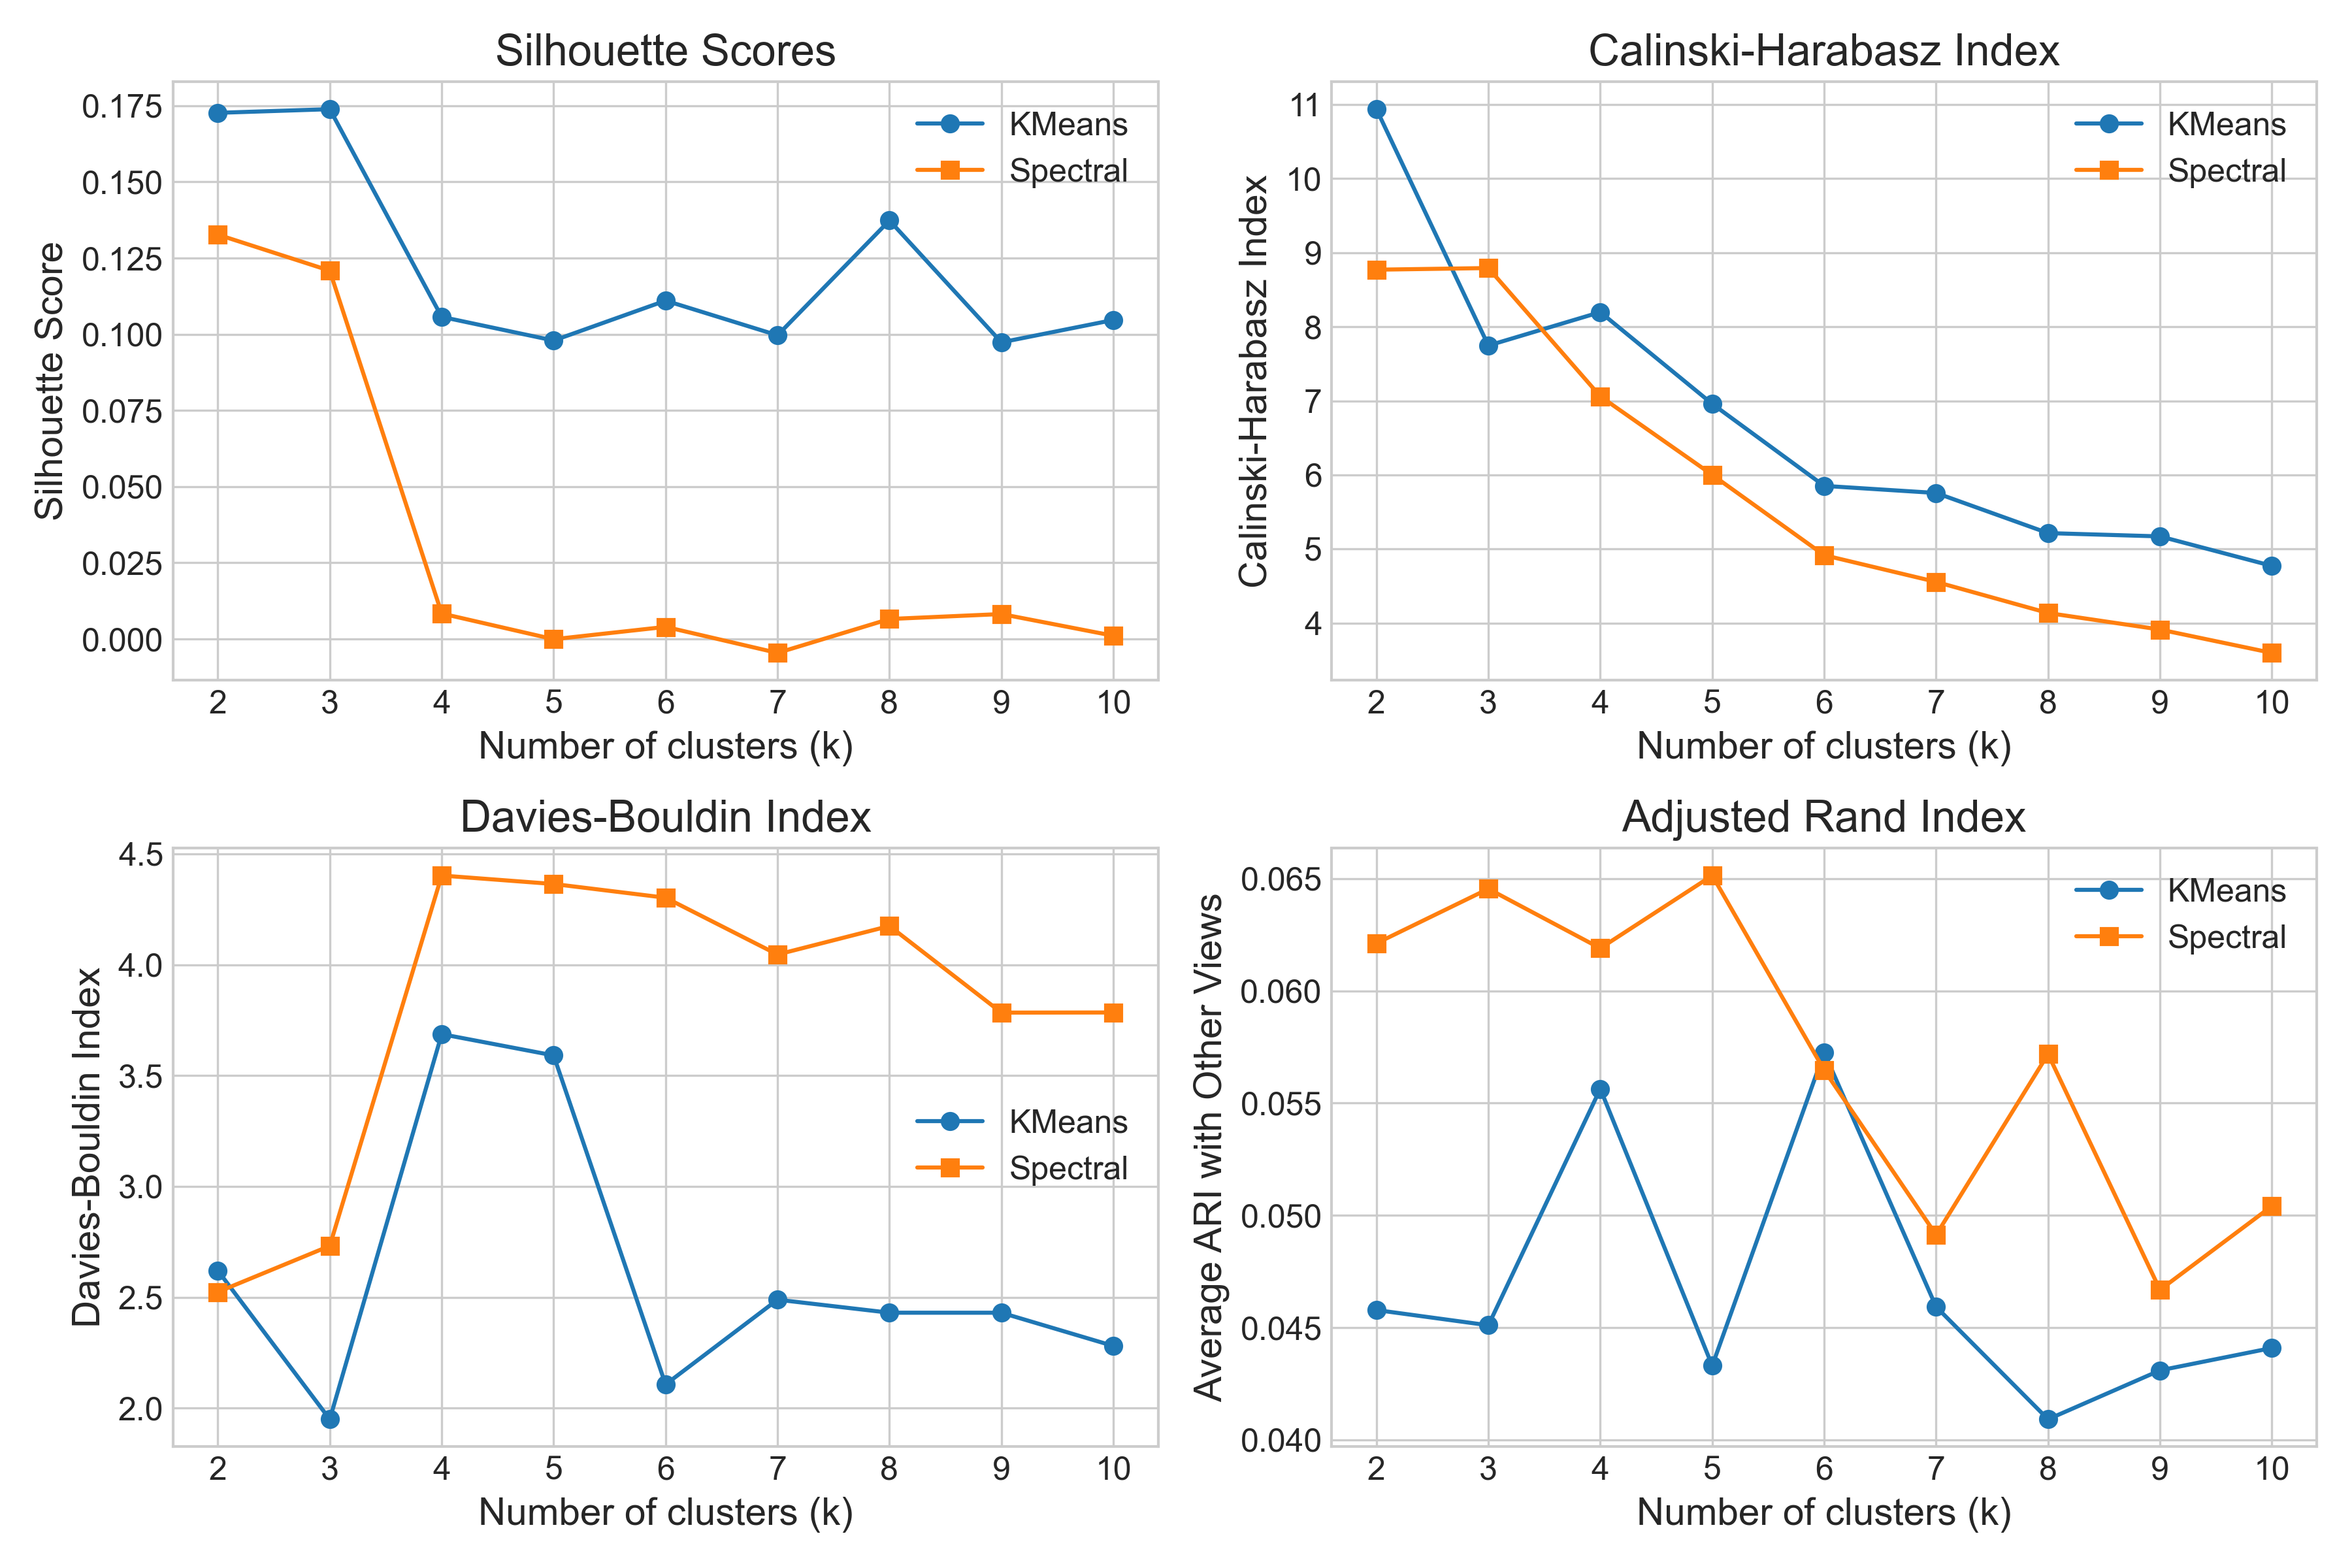 Silhouette Scores
Silhouette Score
0.175
0.150
0.125
0.100
0.075
0.050
0.025
0.000
KMeans
Spectral
2 3 4 5 6 7 8 9 10
Number of clusters (k)
Calinski-Harabasz Index
Calinski-Harabasz Index
11
10
9
8
7
6
5
4
KMeans
Spectral
2 3 4 5 6 7 8 9 10
Number of clusters (k)
Davies-Bouldin Index
Davies-Bouldin Index
4.5
4.0
3.5
3.0
2.5
2.0
KMeans
Spectral
2 3 4 5 6 7 8 9 10
Number of clusters (k)
Adjusted Rand Index
Average ARI with Other Views
0.065
0.060
0.055
0.050
0.045
0.040
KMeans
Spectral
2 3 4 5 6 7 8 9 10
Number of clusters (k)